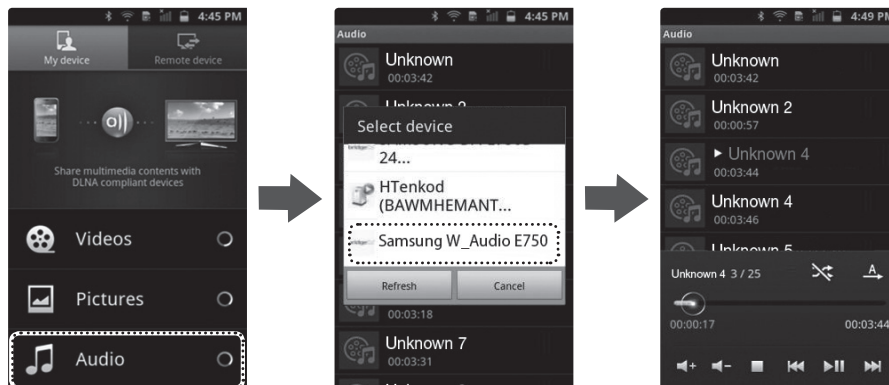 4:45 PM
My device
Remote device
Share multimedia contents with
DLNA compliant devices
Videos
Pictures
Audio
4:45 PM
Audio
Unknown
00:03:42
Unknown 2
Select device
24...
HTenkod
(BAWMHEMANT...
Samsung W_Audio E750
Refresh
Cancel
00:03:18
Unknown 7
00:03:31
4:49 PM
Audio
Unknown
00:03:42
Unknown 2
00:00:57
Unknown 4
00:03:44
Unknown 4
00:03:46
Unknown 5
Unknown 4 3 / 25
A
00:00:17
00:03:44